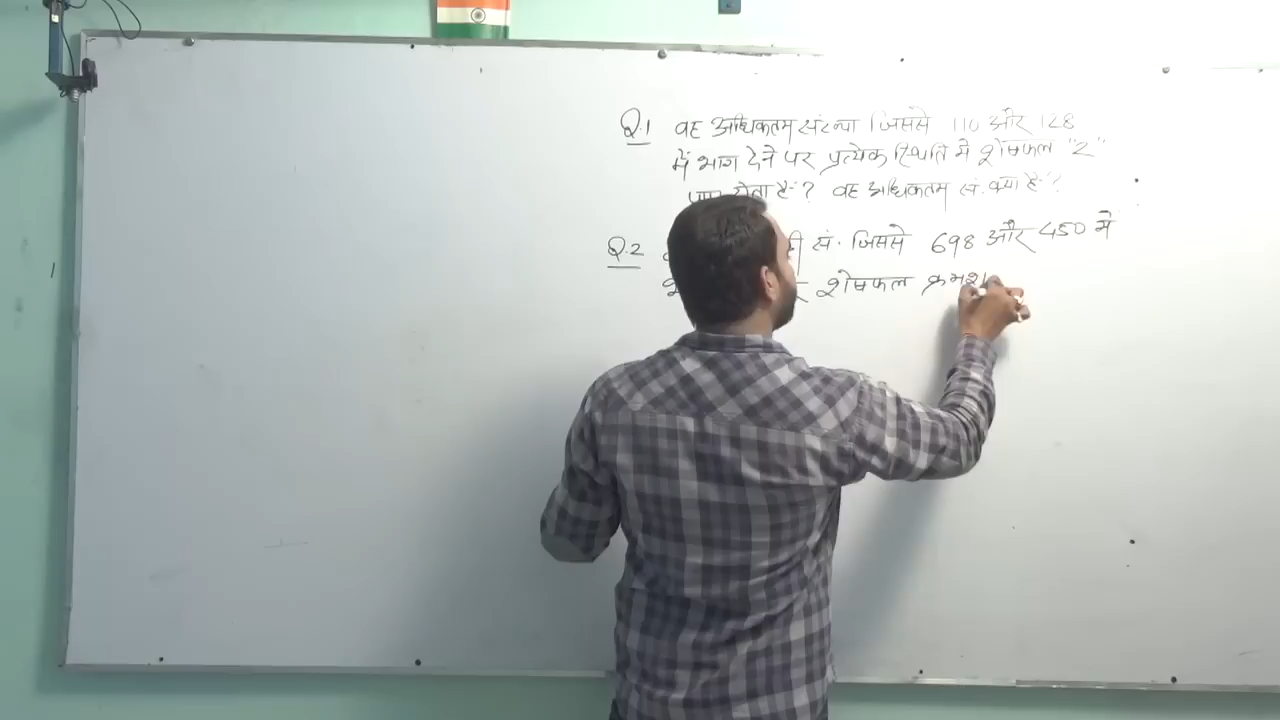 Q.1 वह अधिकतम संख्या जिससे 110 और 128
में भाग देने पर प्रत्येक स्थिति में शेषफल "2"
होता है? वह अधिकतम सं. क्या है?
Q.2 सं. जिससे 698 और 450 में
शेषफल क्रमश